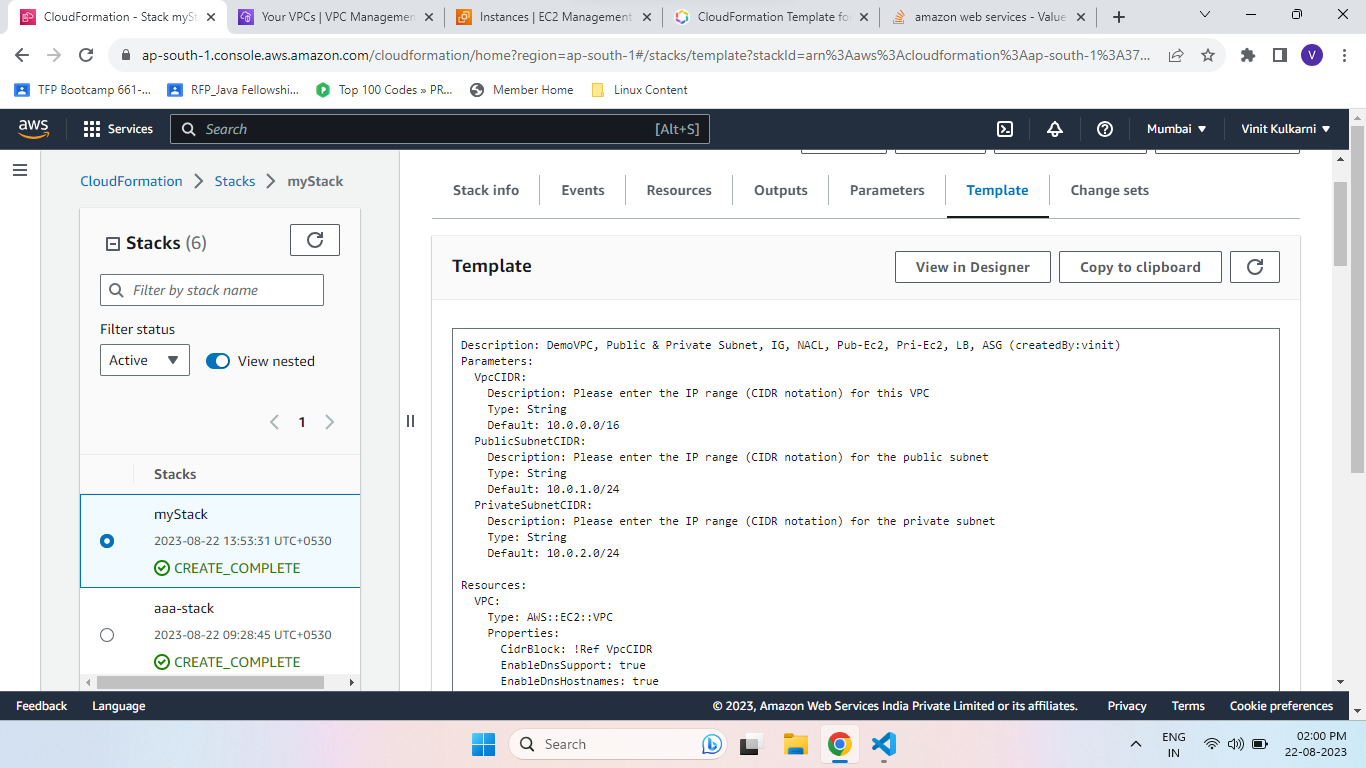 CloudFormation - Stack myS
Your VPCs | VPC Managemen
Instances | EC2 Management
CloudFormation Template fo
amazon web services - Value
ap-south-1.console.aws.amazon.com/cloudformation/home?region=ap-south-1#/stacks/template?stackId=arn%3Aaws%3Acloudformation%3Aap-south-1%3A37...
V
TFP Bootcamp 661-...
RFP_Java Fellowshi...
Top 100 Codes » PR...
Member Home
Linux Content
aws
Services
Search
[Alt+S]
Mumbai
Vinit Kulkarni
CloudFormation
Stacks
myStack
Stack info
Events
Resources
Outputs
Parameters
Template
Change sets
Stacks (6)
Filter by stack name
Filter status
Active
View nested
1
Stacks
myStack
2023-08-22 13:53:31 UTC+0530
CREATE_COMPLETE
aaa-stack
2023-08-22 09:28:45 UTC+0530
CREATE_COMPLETE
Template
View in Designer
Copy to clipboard
Description: DemoVPC, Public & Private Subnet, IG, NACL, Pub-Ec2, Pri-Ec2, LB, ASG (createdBy:vinit)
Parameters:
VpcCIDR:
Description: Please enter the IP range (CIDR notation) for this VPC
Type: String
Default: 10.0.0.0/16
PublicSubnetCIDR:
Description: Please enter the IP range (CIDR notation) for the public subnet
Type: String
Default: 10.0.1.0/24
PrivateSubnetCIDR:
Description: Please enter the IP range (CIDR notation) for the private subnet
Type: String
Default: 10.0.2.0/24
Resources:
VPC:
Type: AWS::EC2::VPC
Properties:
CidrBlock: !Ref VpcCIDR
EnableDnsSupport: true
EnableDnsHostnames: true
Feedback
Language
© 2023, Amazon Web Services India Private Limited or its affiliates.
Privacy
Terms
Cookie preferences
Search
ENG
IN
02:00 PM
22-08-2023